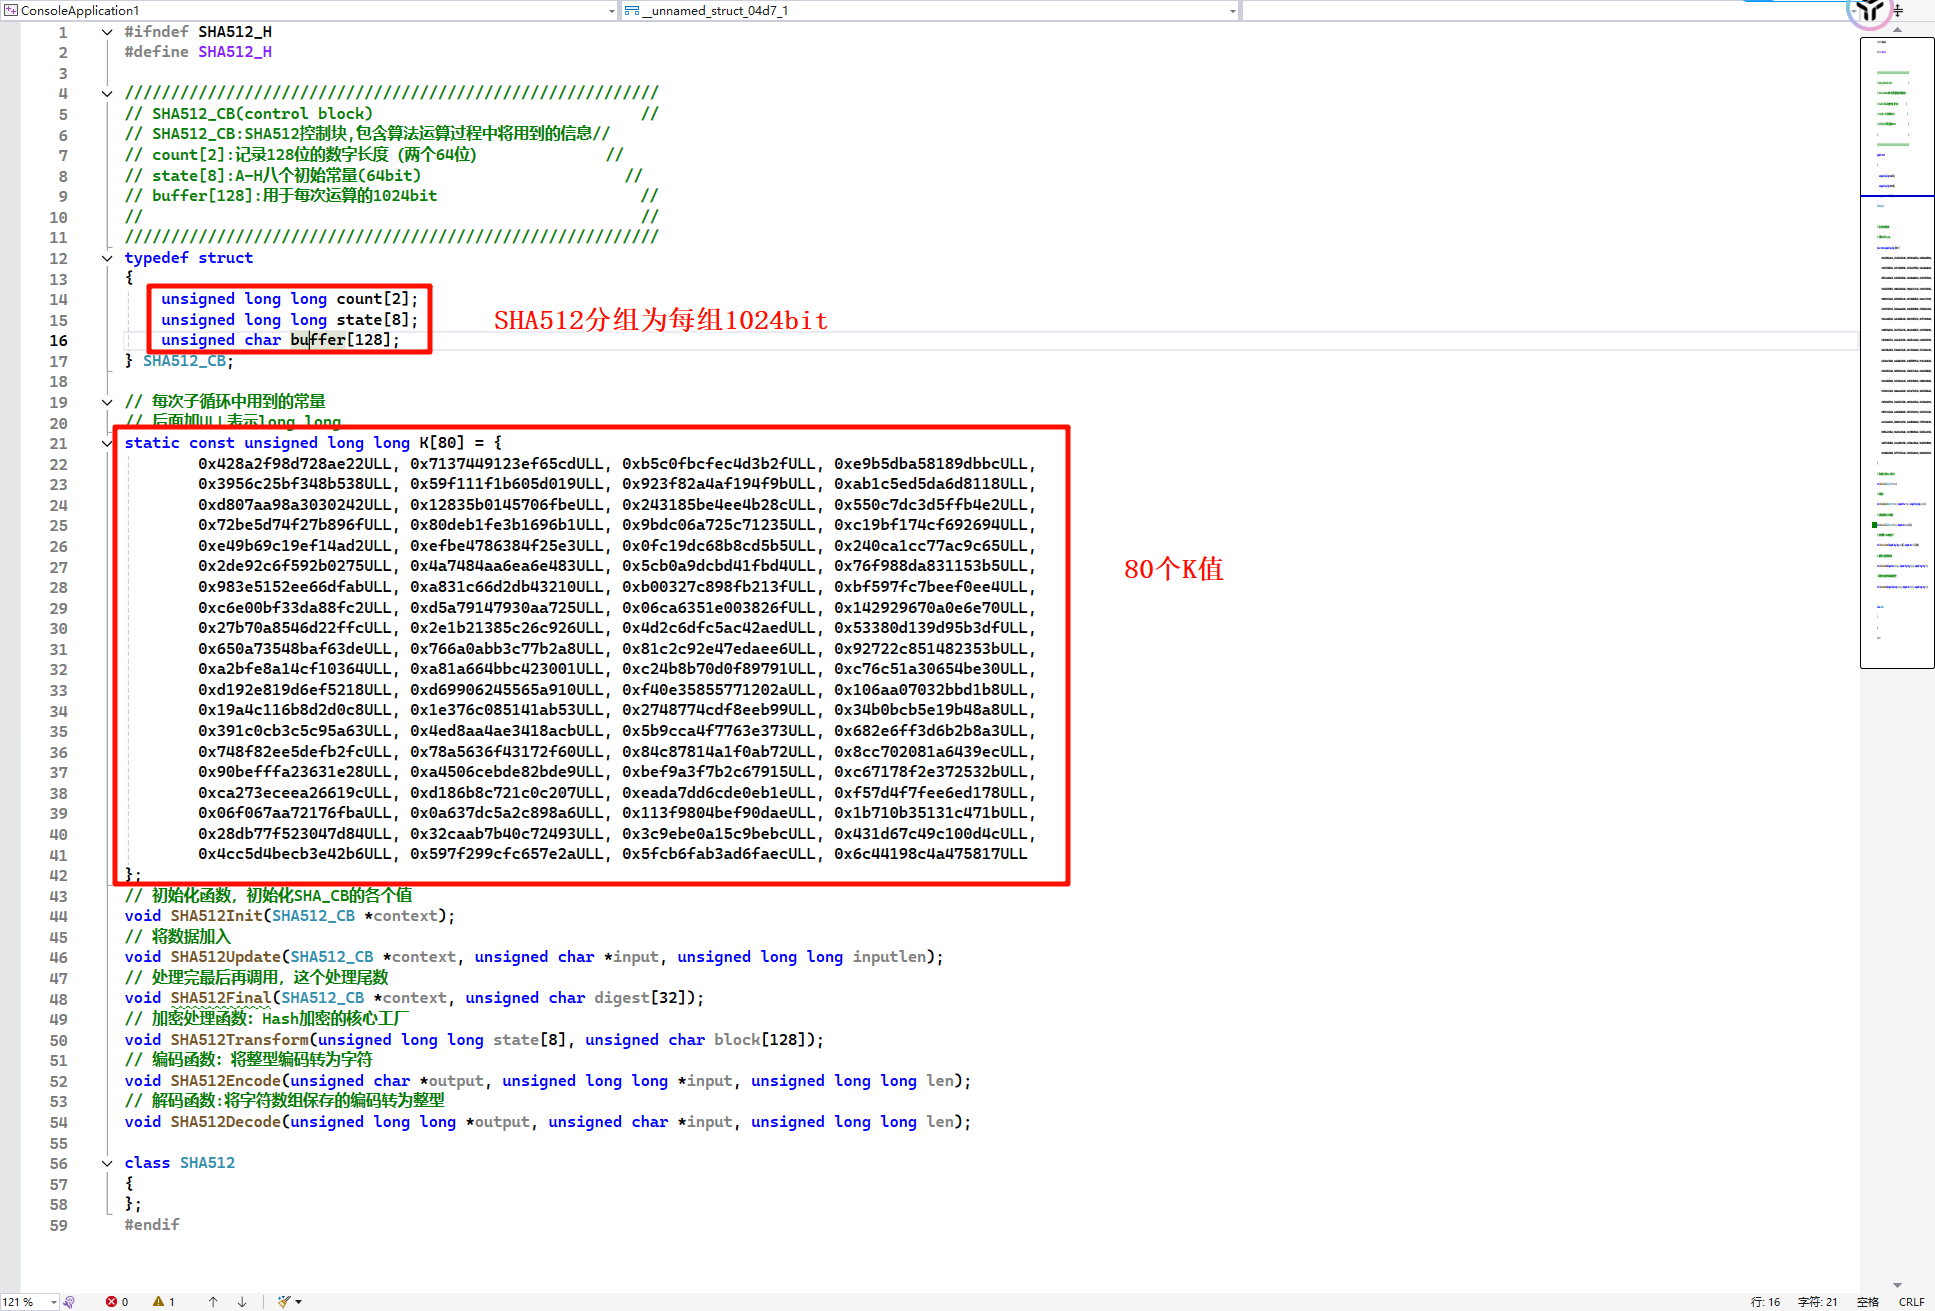 ConsoleApplication1
__unnamed_struct_04d7_1
1 #ifndef SHA512_H
2 #define SHA512_H
3
4 //////////////////////////////////////////////////////////
5 // SHA512_CB(control block) //
6 // SHA512_CB:SHA512控制块,包含算法运算过程中将用到的信息//
7 // count[2]:记录128位的数字长度 (两个64位) //
8 // state[8]:A-H八个初始常量(64bit) //
9 // buffer[128]:用于每次运算的1024bit //
10 // //
11 //////////////////////////////////////////////////////////
12 typedef struct
13 {
14 unsigned long long count[2];
15 unsigned long long state[8];
SHA512分组为每组1024bit
16 unsigned char buffer[128];
17 } SHA512_CB;
18
19 // 每次子循环中用到的常量
20 // 后面加ULL表示long long
21 static const unsigned long long K[80] = {
22 0x428a2f98d728ae22ULL, 0x7137449123ef65cdULL, 0xb5c0fbcfec4d3b2fULL, 0xe9b5dba58189dbbcULL,
23 0x3956c25bf348b538ULL, 0x59f111f1b605d019ULL, 0x923f82a4af194f9bULL, 0xab1c5ed5da6d8118ULL,
24 0xd807aa98a3030242ULL, 0x12835b0145706fbeULL, 0x243185be4ee4b28cULL, 0x550c7dc3d5ffb4e2ULL,
25 0x72be5d74f27b896fULL, 0x80deb1fe3b1696b1ULL, 0x9bdc06a725c71235ULL, 0xc19bf174cf692694ULL,
26 0xe49b69c19ef14ad2ULL, 0xefbe4786384f25e3ULL, 0x0fc19dc68b8cd5b5ULL, 0x240ca1cc77ac9c65ULL,
27 0x2de92c6f592b0275ULL, 0x4a7484aa6ea6e483ULL, 0x5cb0a9dcbd41fbd4ULL, 0x76f988da831153b5ULL,
80个K值
28 0x983e5152ee66dfabULL, 0xa831c66d2db43210ULL, 0xb00327c898fb213fULL, 0xbf597fc7beef0ee4ULL,
29 0xc6e00bf33da88fc2ULL, 0xd5a79147930aa725ULL, 0x06ca6351e003826fULL, 0x142929670a0e6e70ULL,
30 0x27b70a8546d22ffcULL, 0x2e1b21385c26c926ULL, 0x4d2c6dfc5ac42aedULL, 0x53380d139d95b3dfULL,
31 0x650a73548baf63deULL, 0x766a0abb3c77b2a8ULL, 0x81c2c92e47edaee6ULL, 0x92722c851482353bULL,
32 0xa2bfe8a14cf10364ULL, 0xa81a664bbc423001ULL, 0xc24b8b70d0f89791ULL, 0xc76c51a30654be30ULL,
33 0xd192e819d6ef5218ULL, 0xd69906245565a910ULL, 0xf40e35855771202aULL, 0x106aa07032bbd1b8ULL,
34 0x19a4c116b8d2d0c8ULL, 0x1e376c085141ab53ULL, 0x2748774cdf8eeb99ULL, 0x34b0bcb5e19b48a8ULL,
35 0x391c0cb3c5c95a63ULL, 0x4ed8aa4ae3418acbULL, 0x5b9cca4f7763e373ULL, 0x682e6ff3d6b2b8a3ULL,
36 0x748f82ee5defb2fcULL, 0x78a5636f43172f60ULL, 0x84c87814a1f0ab72ULL, 0x8cc702081a6439ecULL,
37 0x90befffa23631e28ULL, 0xa4506cebde82bde9ULL, 0xbef9a3f7b2c67915ULL, 0xc67178f2e372532bULL,
38 0xca273eceea26619cULL, 0xd186b8c721c0c207ULL, 0xeada7dd6cde0eb1eULL, 0xf57d4f7fee6ed178ULL,
39 0x06f067aa72176fbaULL, 0x0a637dc5a2c898a6ULL, 0x113f9804bef90daeULL, 0x1b710b35131c471bULL,
40 0x28db77f523047d84ULL, 0x32caab7b40c72493ULL, 0x3c9ebe0a15c9bebcULL, 0x431d67c49c100d4cULL,
41 0x4cc5d4becb3e42b6ULL, 0x597f299cfc657e2aULL, 0x5fcb6fab3ad6faecULL, 0x6c44198c4a475817ULL
42 };
43 // 初始化函数, 初始化SHA_CB的各个值
44 void SHA512Init(SHA512_CB *context);
45 // 将数据加入
46 void SHA512Update(SHA512_CB *context, unsigned char *input, unsigned long long inputlen);
47 // 处理完最后再调用, 这个处理尾数
48 void SHA512Final(SHA512_CB *context, unsigned char digest[32]);
49 // 加密处理函数: Hash加密的核心工厂
50 void SHA512Transform(unsigned long long state[8], unsigned char block[128]);
51 // 编码函数: 将整型编码转为字符
52 void SHA512Encode(unsigned char *output, unsigned long long *input, unsigned long long len);
53 // 解码函数:将字符数组保存的编码转为整型
54 void SHA512Decode(unsigned long long *output, unsigned char *input, unsigned long long len);
55
56 class SHA512
57 {
58 };
59 #endif
121 % 0 1 行: 16 字符: 21 空格 CRLF